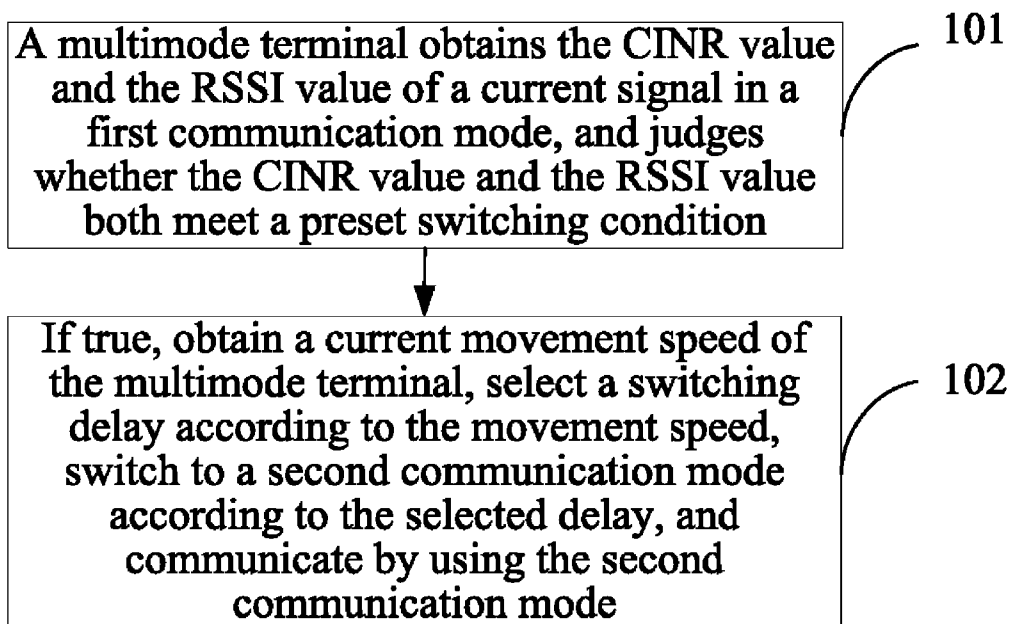 A multimode terminal obtains the CINR value
and the RSSI value of a current signal in a
first communication mode, and judges
whether the CINR value and the RSSI value
both meet a preset switching condition
101
If true, obtain a current movement speed of
the multimode terminal, select a switching
delay according to the movement speed,
switch to a second communication mode
according to the selected delay, and
communicate by using the second
communication mode
102